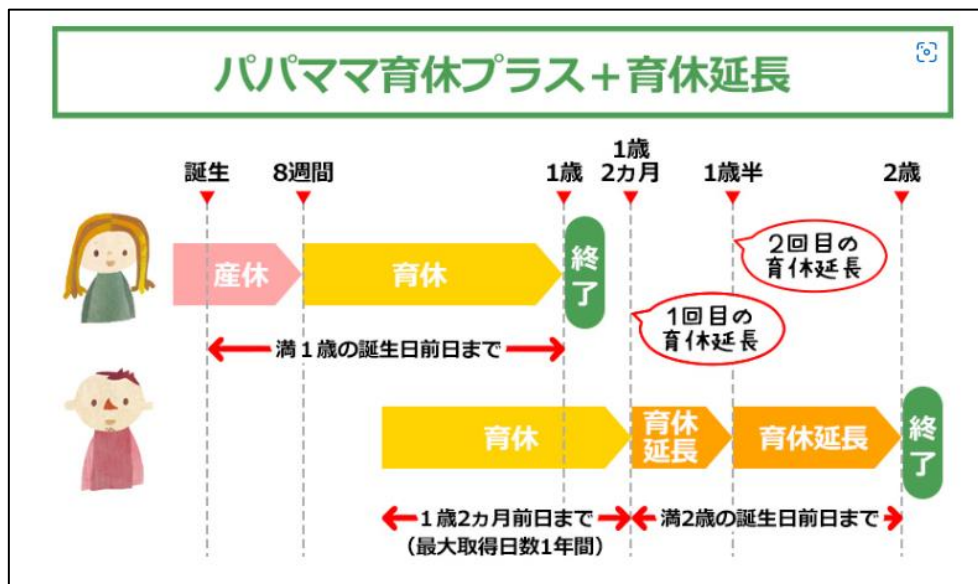 パパママ育休プラス＋育休延長
誕生
8週間
1歳
1歳
2カ月
1歳半
2歳
産休
育休
終了
2回目の
育休延長
1回目の
育休延長
満１歳の誕生日前日まで
育休
育休
延長
育休延長
終了
１歳2ヵ月前日まで
（最大取得日数1年間）
満2歳の誕生日前日まで